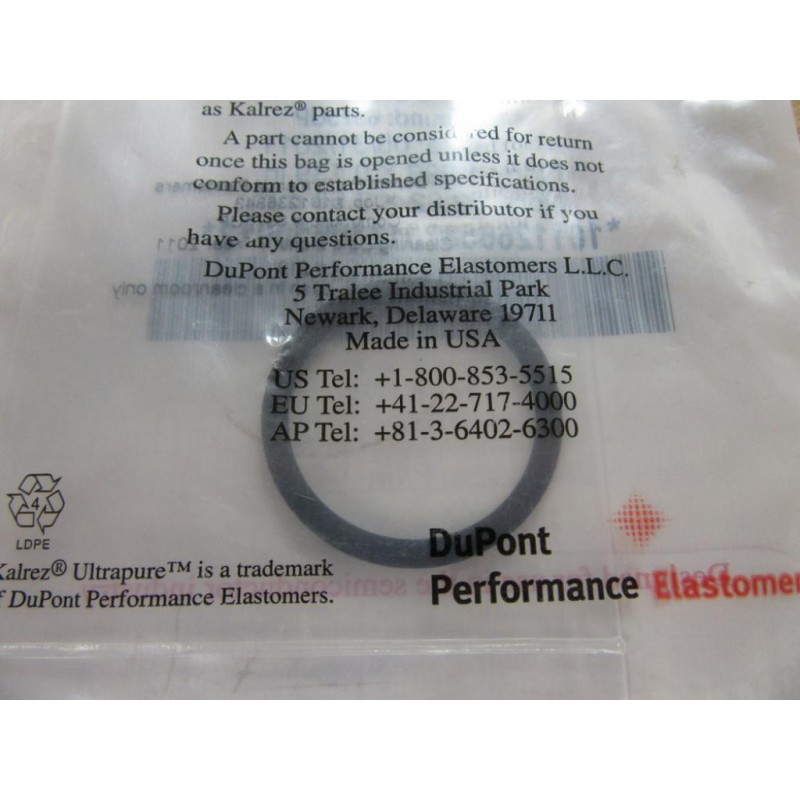 as Kalrez® parts.
A part cannot be considered for return
once this bag is opened unless it does not
conform to established specifications.
Please contact your distributor if you
have any questions.
DuPont Performance Elastomers L.L.C.
5 Tralee Industrial Park
Newark, Delaware 19711
Made in USA
US Tel: +1-800-853-5515
EU Tel: +41-22-717-4000
AP Tel: +81-3-6402-6300
4
LDPE
Kalrez® Ultrapure™ is a trademark
of DuPont Performance Elastomers.
DuPont
Performance Elastomers